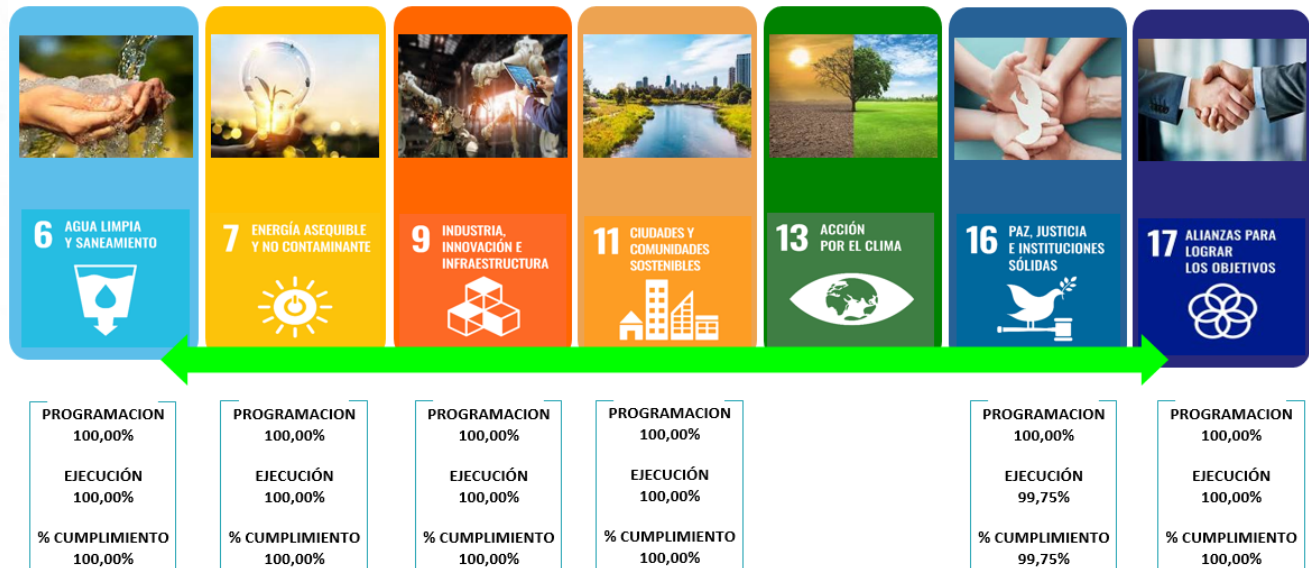 6 AGUA LIMPIA
Y SANEAMIENTO
7 ENERGÍA ASEQUIBLE
Y NO CONTAMINANTE
9 INDUSTRIA,
INNOVACIÓN E
INFRAESTRUCTURA
11 CIUDADES Y
COMUNIDADES
SOSTENIBLES
13 ACCIÓN
POR EL CLIMA
16 PAZ, JUSTICIA
E INSTITUCIONES
SÓLIDAS
17 ALIANZAS PARA
LOGRAR
LOS OBJETIVOS
PROGRAMACION
100,00%
EJECUCIÓN
100,00%
% CUMPLIMIENTO
100,00%
PROGRAMACION
100,00%
EJECUCIÓN
100,00%
% CUMPLIMIENTO
100,00%
PROGRAMACION
100,00%
EJECUCIÓN
100,00%
% CUMPLIMIENTO
100,00%
PROGRAMACION
100,00%
EJECUCIÓN
100,00%
% CUMPLIMIENTO
100,00%
PROGRAMACION
100,00%
EJECUCIÓN
99,75%
% CUMPLIMIENTO
99,75%
PROGRAMACION
100,00%
EJECUCIÓN
100,00%
% CUMPLIMIENTO
100,00%